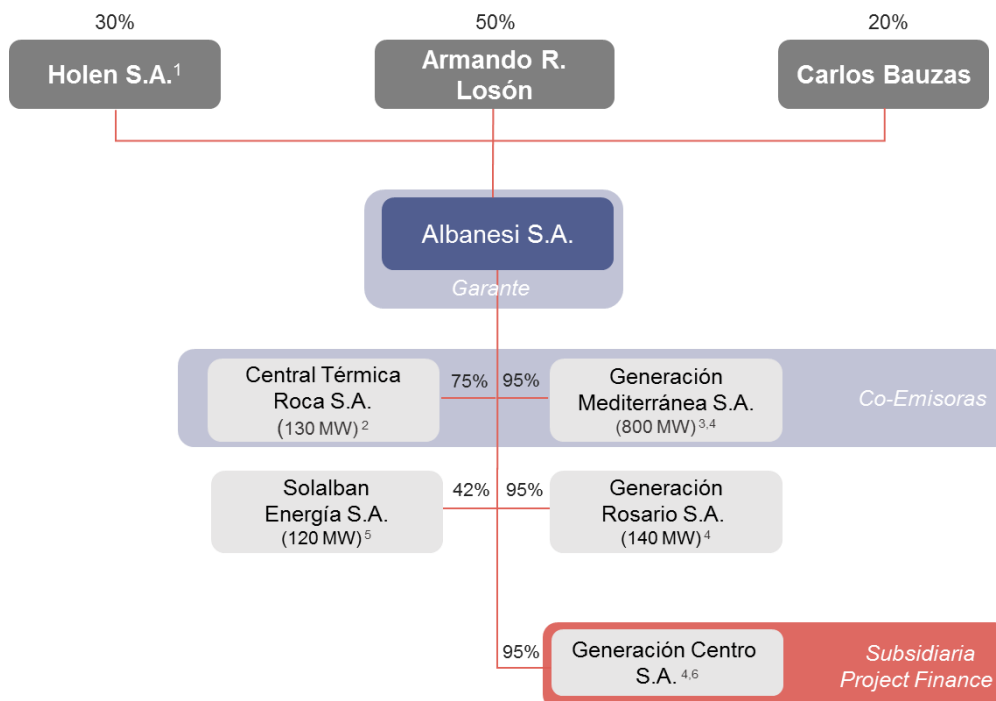 30%
50%
20%
Holen S.A.¹
Armando R.
Losón
Carlos Bauzas
Albanesi S.A.
Garante
Central Térmica
Roca S.A.
(130 MW) ²
75%
95%
Generación
Mediterránea S.A.
(800 MW) ³,⁴
Co-Emisoras
Solalban
Energía S.A.
(120 MW) ⁵
42%
95%
Generación
Rosario S.A.
(140 MW) ⁴
95%
Generación Centro
S.A. ⁴,⁶
Subsidiaria
Project Finance